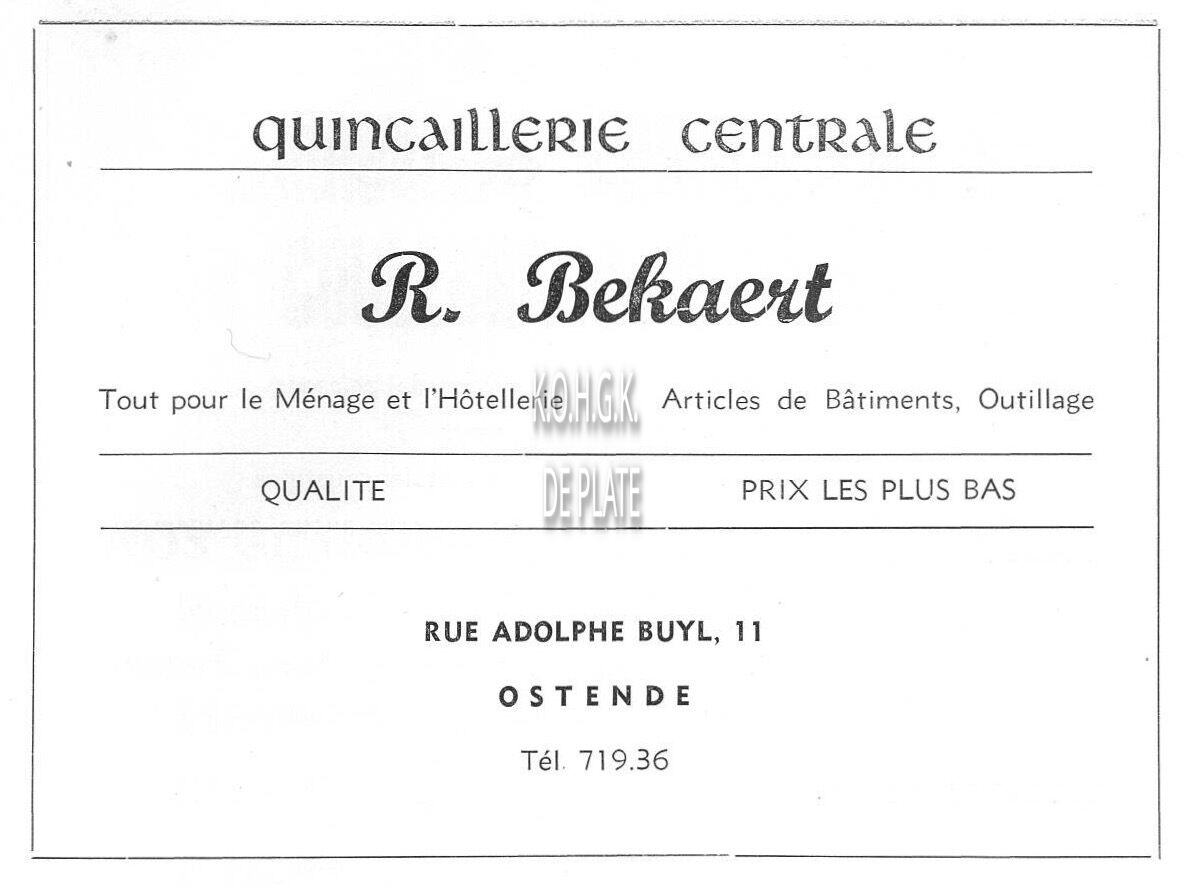 QUINCAILLERIE CENTRALE
R. Bekaert
Tout pour le Ménage et l'Hôtellerie Articles de Bâtiments, Outillage
K.O.H.G.K.
QUALITE PRIX LES PLUS BAS
DE PLATE
RUE ADOLPHE BUYL, 11
OSTENDE
Tél. 719.36